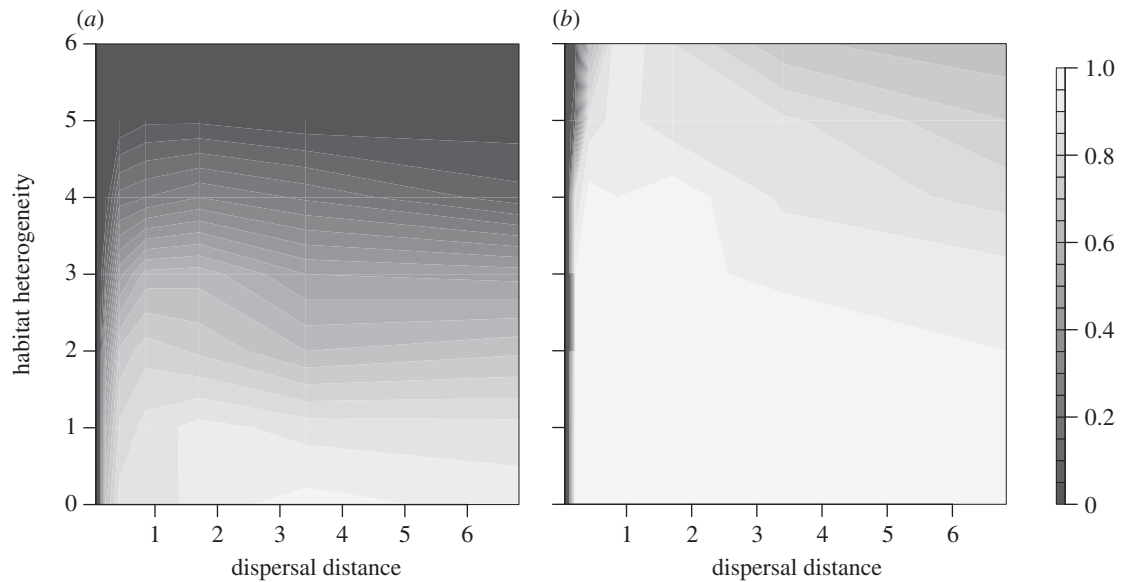 (a) (b)
6
5
4
3
2
1
0
habitat heterogeneity
1 2 3 4 5 6
dispersal distance
1 2 3 4 5 6
dispersal distance
1.0
0.8
0.6
0.4
0.2
0